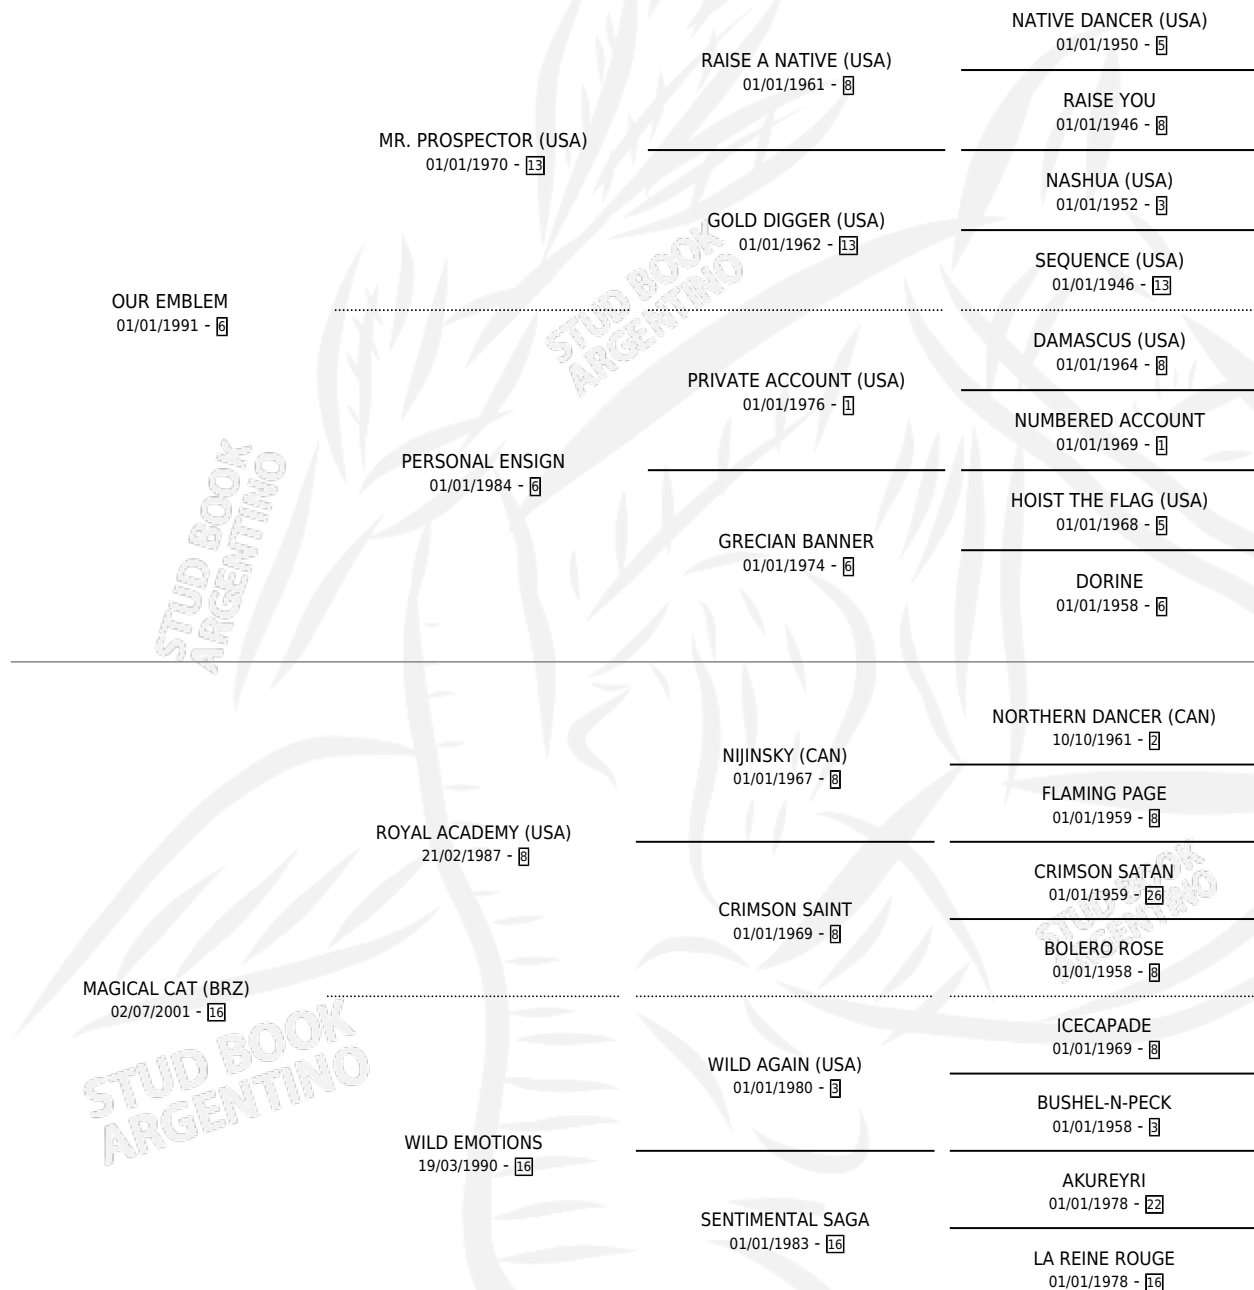 NATIVE DANCER (USA)
01/01/1950 - 5
RAISE A NATIVE (USA)
01/01/1961 - 8
RAISE YOU
01/01/1946 - 8
MR. PROSPECTOR (USA)
01/01/1970 - 13
NASHUA (USA)
01/01/1952 - 3
GOLD DIGGER (USA)
01/01/1962 - 13
SEQUENCE (USA)
01/01/1946 - 13
OUR EMBLEM
01/01/1991 - 6
DAMASCUS (USA)
01/01/1964 - 8
PRIVATE ACCOUNT (USA)
01/01/1976 - 1
NUMBERED ACCOUNT
01/01/1969 - 1
PERSONAL ENSIGN
01/01/1984 - 6
HOIST THE FLAG (USA)
01/01/1968 - 5
GRECIAN BANNER
01/01/1974 - 6
DORINE
01/01/1958 - 6
NORTHERN DANCER (CAN)
10/10/1961 - 2
NIJINSKY (CAN)
01/01/1967 - 8
FLAMING PAGE
01/01/1959 - 8
ROYAL ACADEMY (USA)
21/02/1987 - 8
CRIMSON SATAN
01/01/1959 - 26
CRIMSON SAINT
01/01/1969 - 8
BOLERO ROSE
01/01/1958 - 8
MAGICAL CAT (BRZ)
02/07/2001 - 16
ICECAPADE
01/01/1969 - 8
WILD AGAIN (USA)
01/01/1980 - 3
BUSHEL-N-PECK
01/01/1958 - 3
WILD EMOTIONS
19/03/1990 - 16
AKUREYRI
01/01/1978 - 22
SENTIMENTAL SAGA
01/01/1983 - 16
LA REINE ROUGE
01/01/1978 - 16
STUD BOOK
ARGENTINO
STUD BOOK
ARGENTINO
STUD BOOK
ARGENTINO
STUD BOOK
ARGENTINO